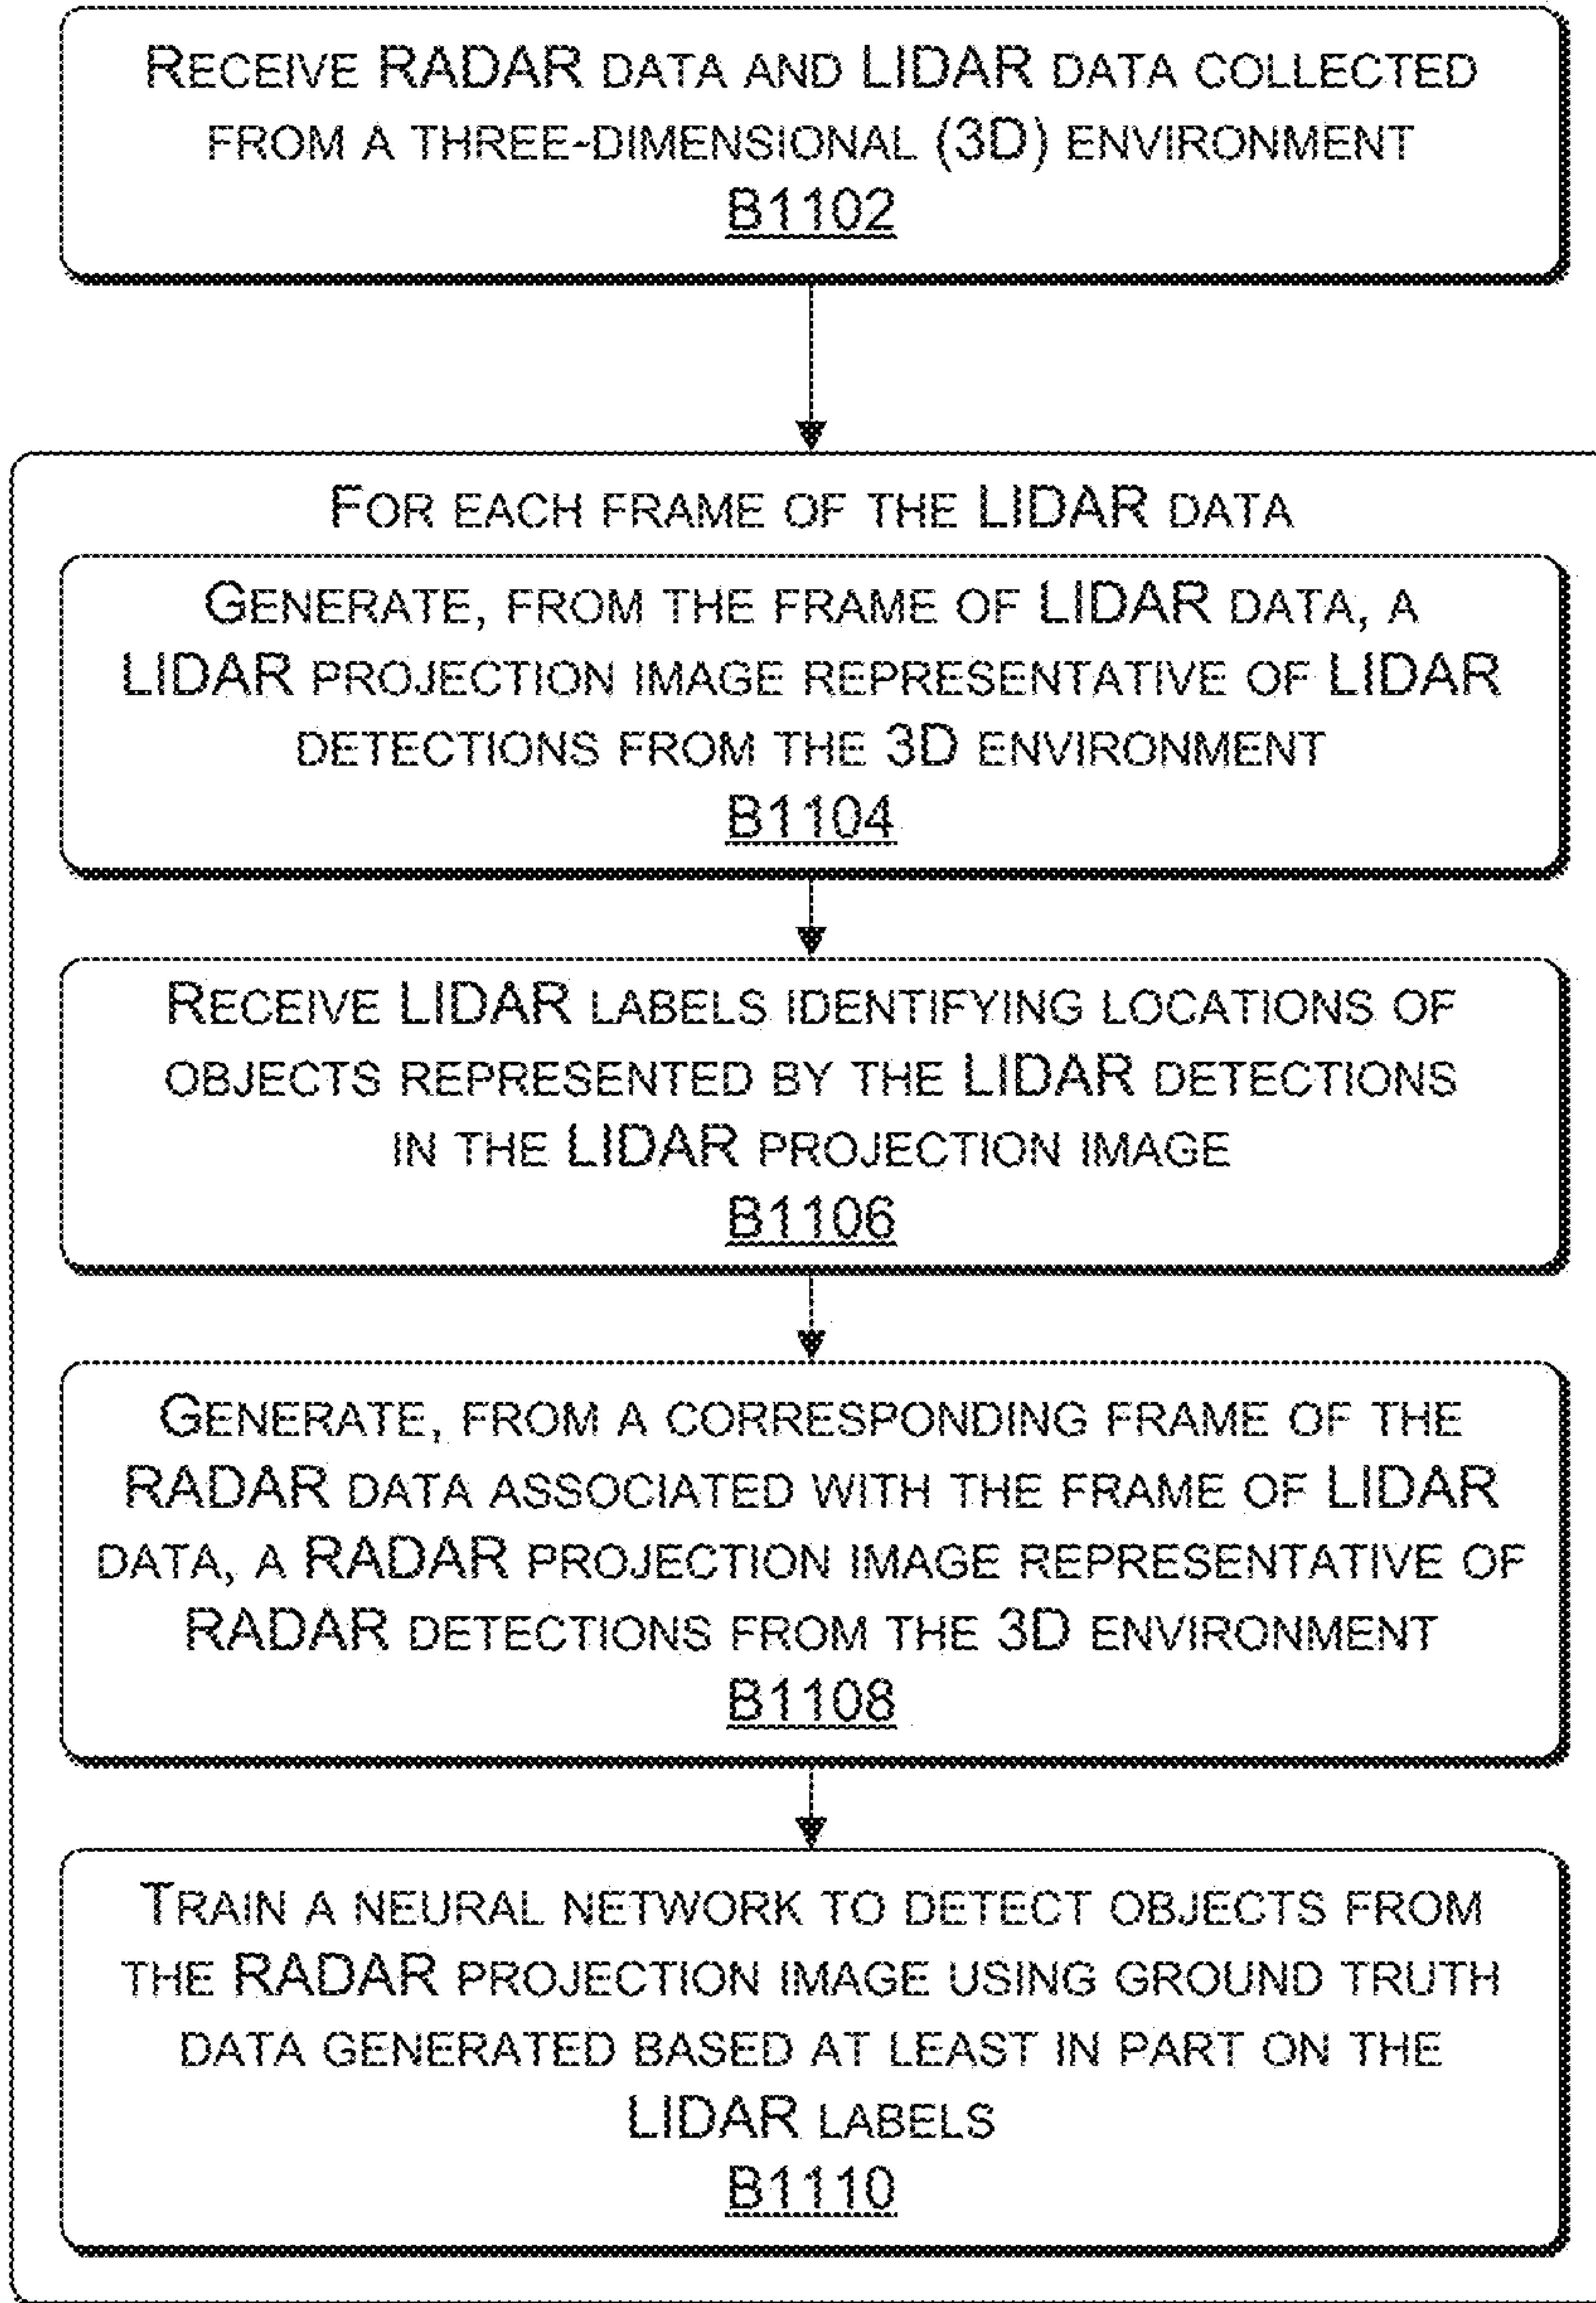 RECEIVE RADAR DATA AND LIDAR DATA COLLECTED
FROM A THREE-DIMENSIONAL (3D) ENVIRONMENT
B1102
FOR EACH FRAME OF THE LIDAR DATA
GENERATE, FROM THE FRAME OF LIDAR DATA, A
LIDAR PROJECTION IMAGE REPRESENTATIVE OF LIDAR
DETECTIONS FROM THE 3D ENVIRONMENT
B1104
RECEIVE LIDAR LABELS IDENTIFYING LOCATIONS OF
OBJECTS REPRESENTED BY THE LIDAR DETECTIONS
IN THE LIDAR PROJECTION IMAGE
B1106
GENERATE, FROM A CORRESPONDING FRAME OF THE
RADAR DATA ASSOCIATED WITH THE FRAME OF LIDAR
DATA, A RADAR PROJECTION IMAGE REPRESENTATIVE OF
RADAR DETECTIONS FROM THE 3D ENVIRONMENT
B1108
TRAIN A NEURAL NETWORK TO DETECT OBJECTS FROM
THE RADAR PROJECTION IMAGE USING GROUND TRUTH
DATA GENERATED BASED AT LEAST IN PART ON THE
LIDAR LABELS
B1110